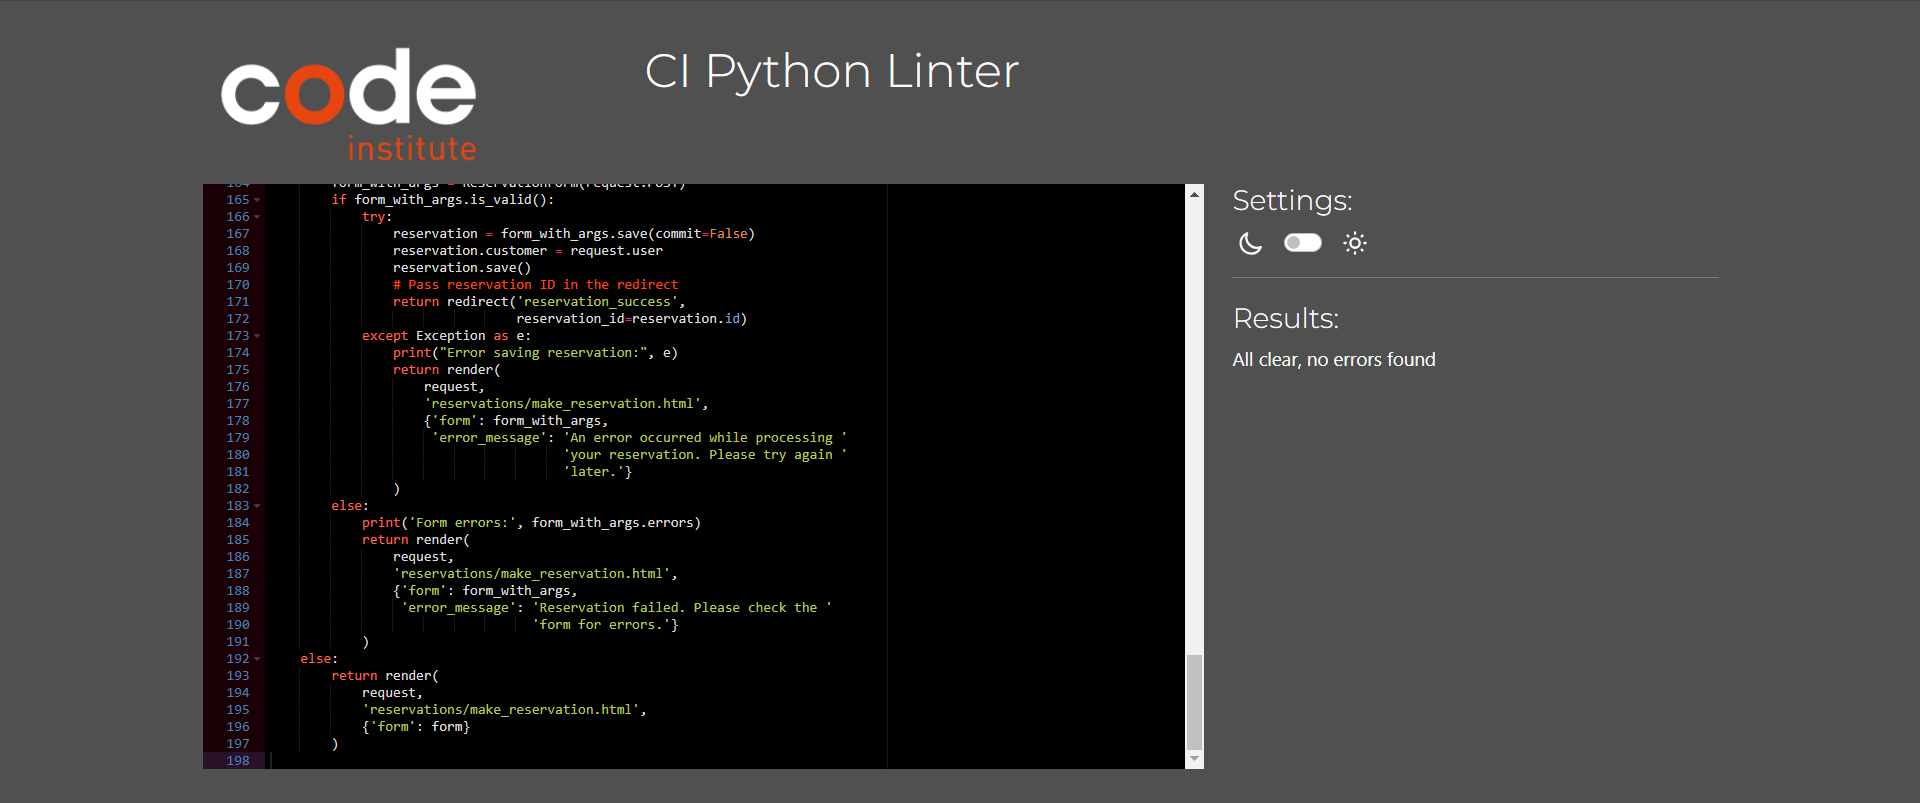 code
institute
CI Python Linter
164 form_with_args = ReservationForm(request.POST)
165 if form_with_args.is_valid():
166 try:
167 reservation = form_with_args.save(commit=False)
168 reservation.customer = request.user
169 reservation.save()
170 # Pass reservation ID in the redirect
171 return redirect('reservation_success',
172 reservation_id=reservation.id)
173 except Exception as e:
174 print("Error saving reservation:", e)
175 return render(
176 request,
177 'reservations/make_reservation.html',
178 {'form': form_with_args,
179 'error_message': 'An error occurred while processing '
180 'your reservation. Please try again '
181 'later.'}
182 )
183 else:
184 print('Form errors:', form_with_args.errors)
185 return render(
186 request,
187 'reservations/make_reservation.html',
188 {'form': form_with_args,
189 'error_message': 'Reservation failed. Please check the '
190 'form for errors.'}
191 )
192 else:
193 return render(
194 request,
195 'reservations/make_reservation.html',
196 {'form': form}
197 )
198
Settings:
Results:
All clear, no errors found